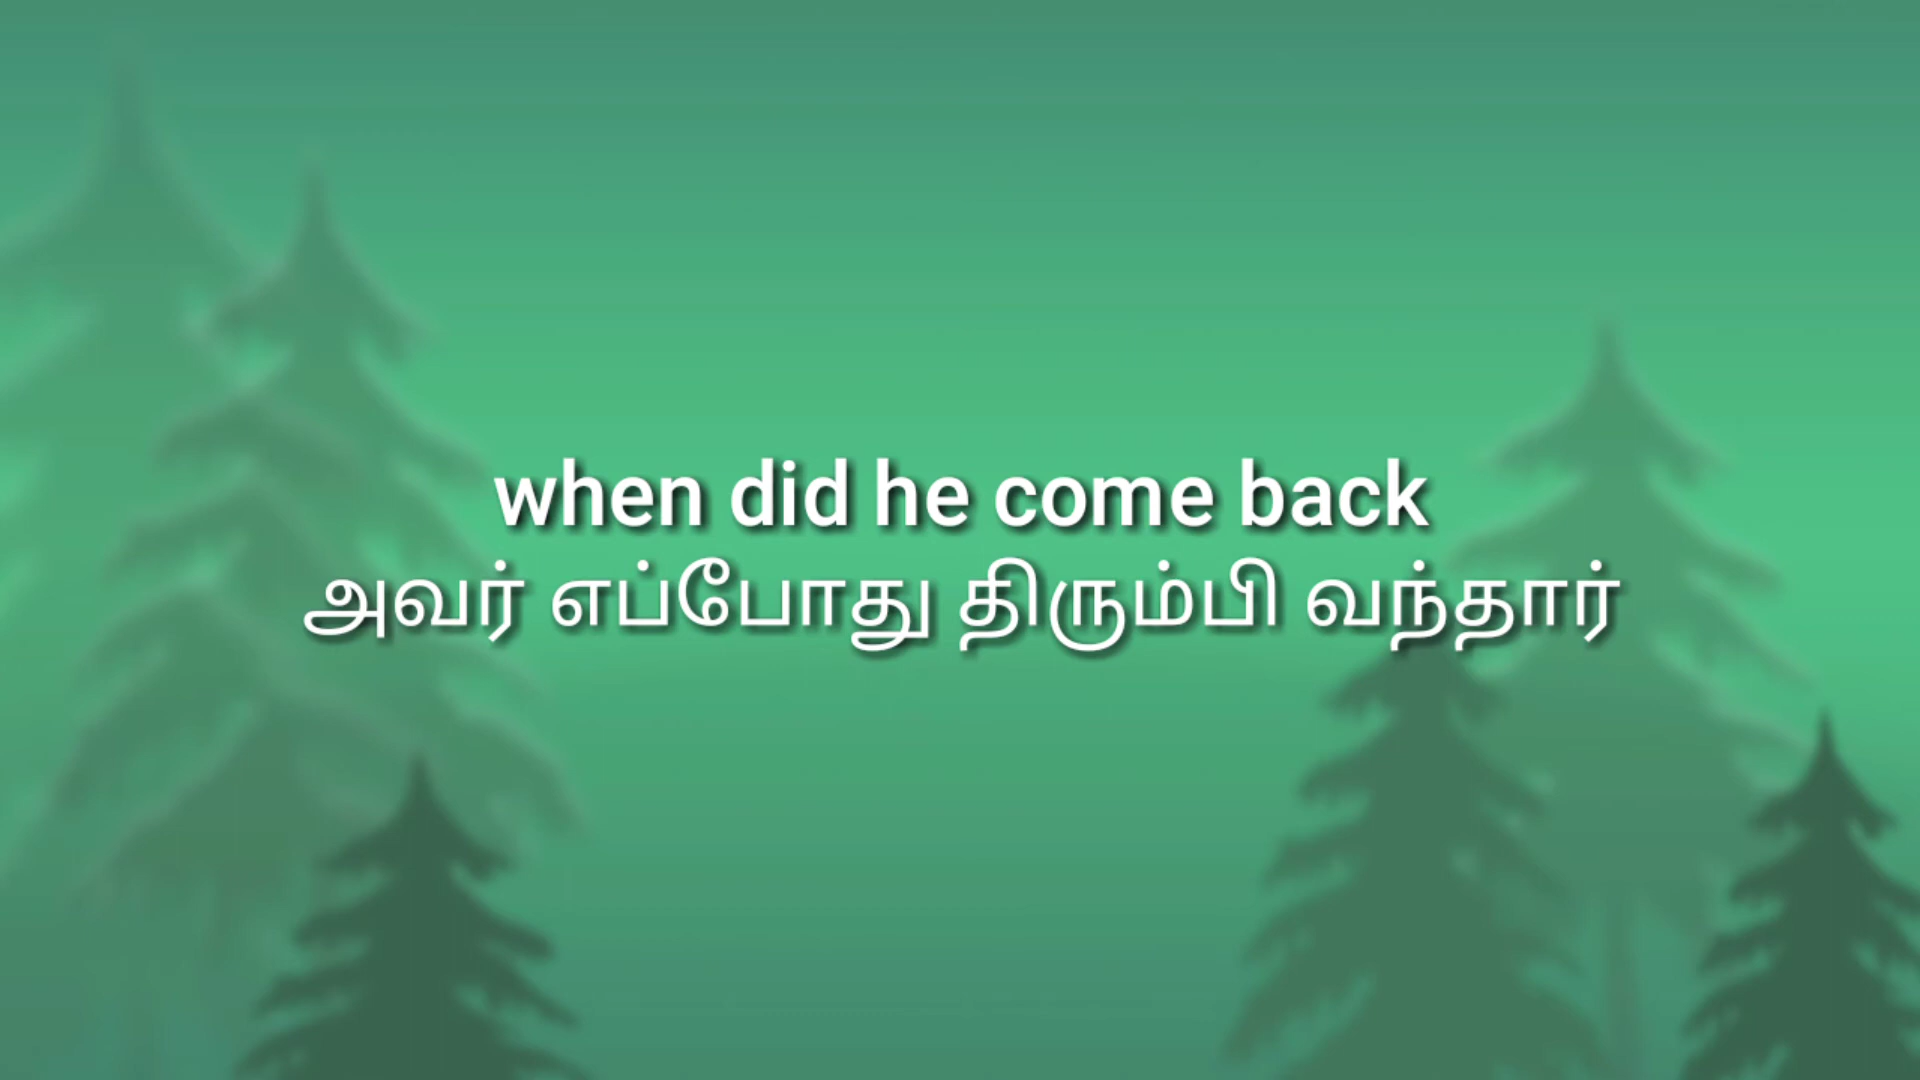 when did he come back
அவர் எப்போது திரும்பி வந்தார்